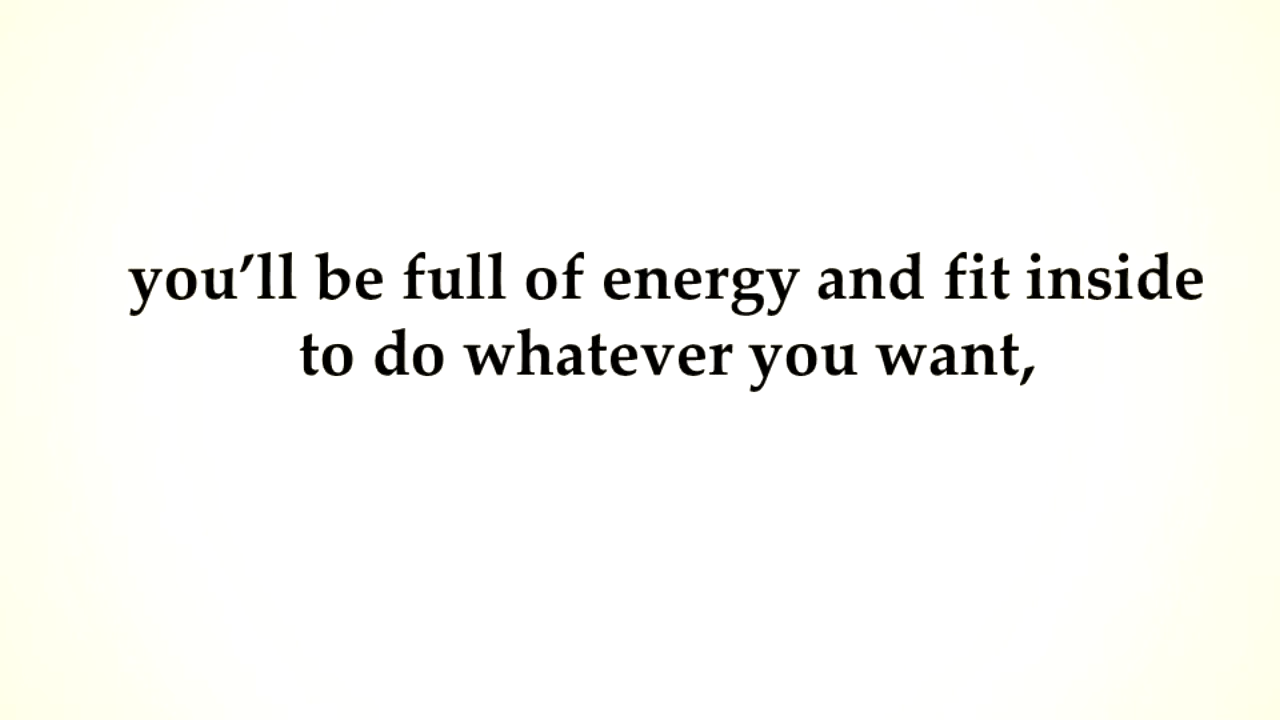 you’ll be full of energy and fit inside
to do whatever you want,